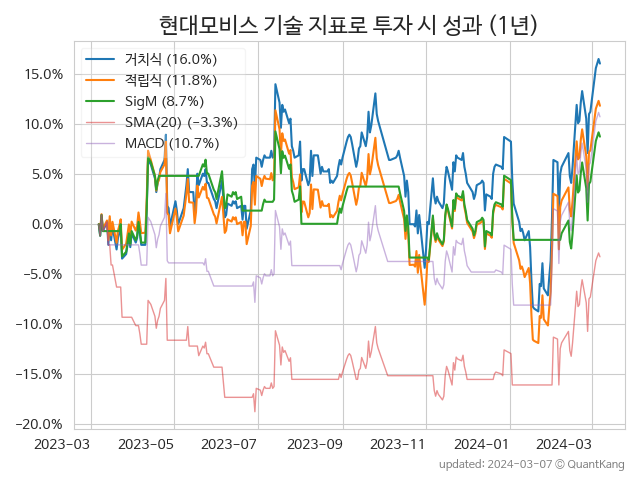 현대모비스 기술 지표로 투자 시 성과 (1년)
거치식 (16.0%)
적립식 (11.8%)
SigM (8.7%)
SMA(20) (−3.3%)
MACD (10.7%)
15.0%
10.0%
5.0%
0.0%
−5.0%
−10.0%
−15.0%
−20.0%
2023-03 2023-05 2023-07 2023-09 2023-11 2024-01 2024-03
updated: 2024-03-07 ⓒ QuantKang